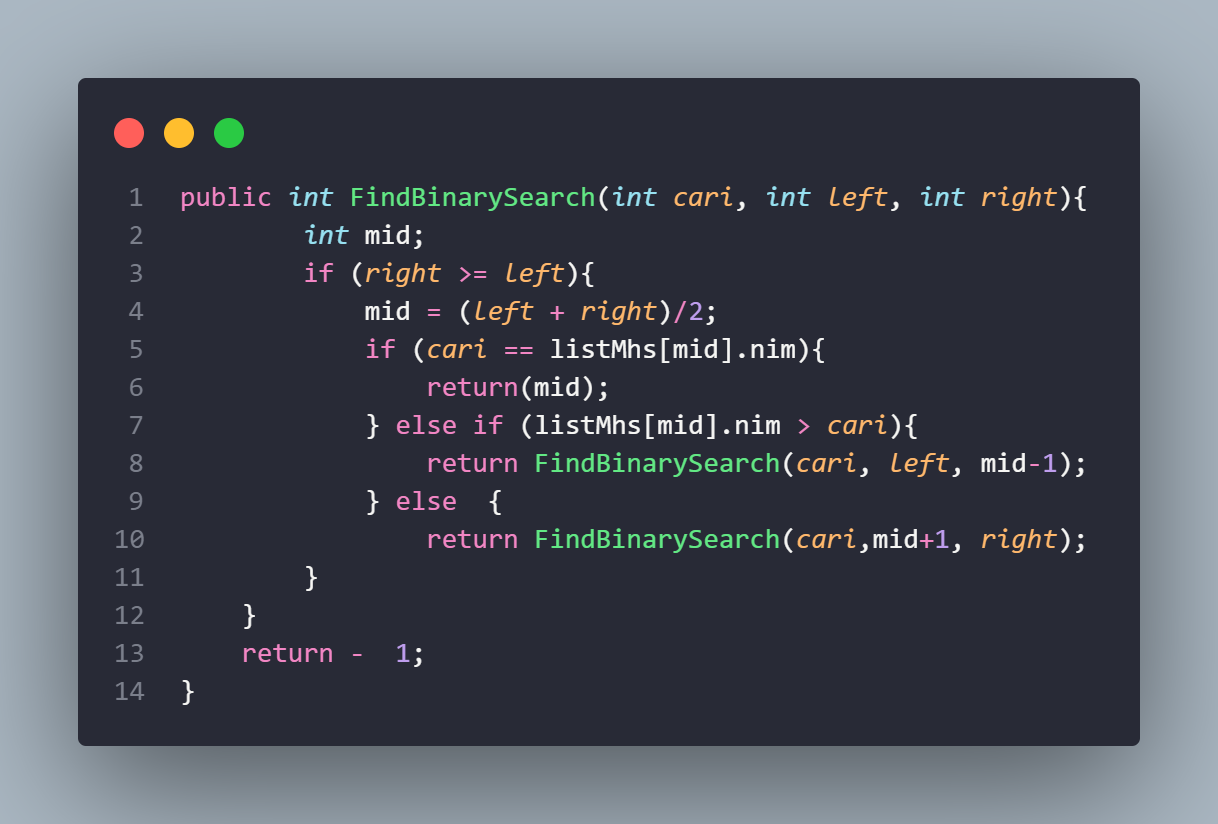 1 public int FindBinarySearch(int cari, int left, int right){
2         int mid;
3         if (right >= left){
4             mid = (left + right)/2;
5             if (cari == listMhs[mid].nim){
6                 return(mid);
7             } else if (listMhs[mid].nim > cari){
8                 return FindBinarySearch(cari, left, mid-1);
9             } else  {
10                 return FindBinarySearch(cari,mid+1, right);
11         }
12     }
13     return -  1;
14 }